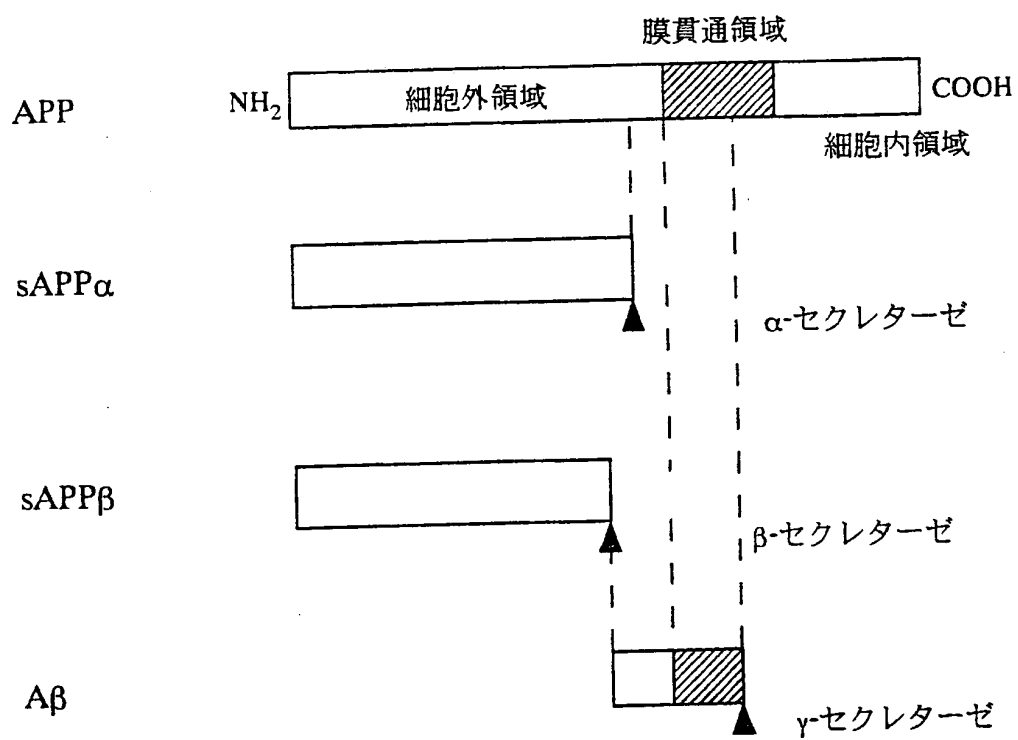 膜貫通領域
APP
NH2
細胞外領域
COOH
細胞内領域
sAPPα
α-セクレターゼ
sAPPβ
β-セクレターゼ
Aβ
γ-セクレターゼ